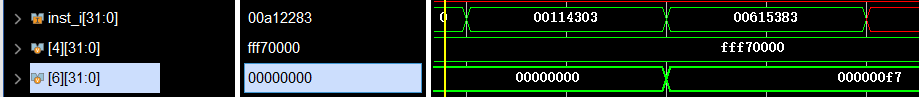 inst_i[31:0] 00a12283 0 00114303 00615383
[4][31:0] fff70000 fff70000
[6][31:0] 00000000 00000000 000000f7